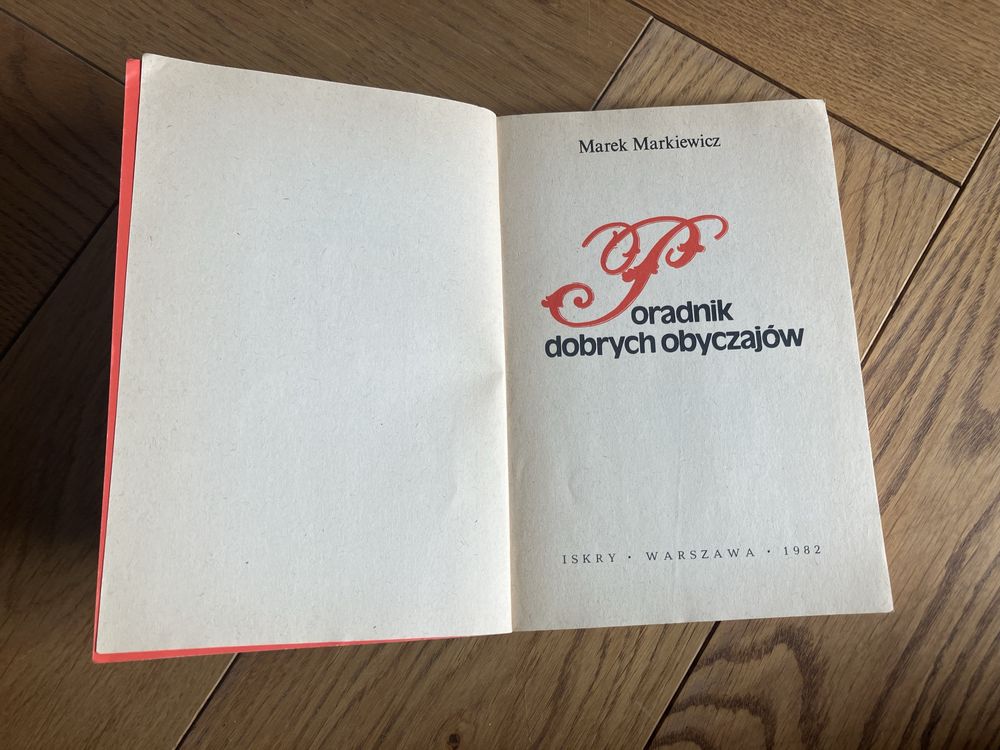 Marek Markiewicz
Poradnik
dobrych obyczajów
ISKRY · WARSZAWA · 1982